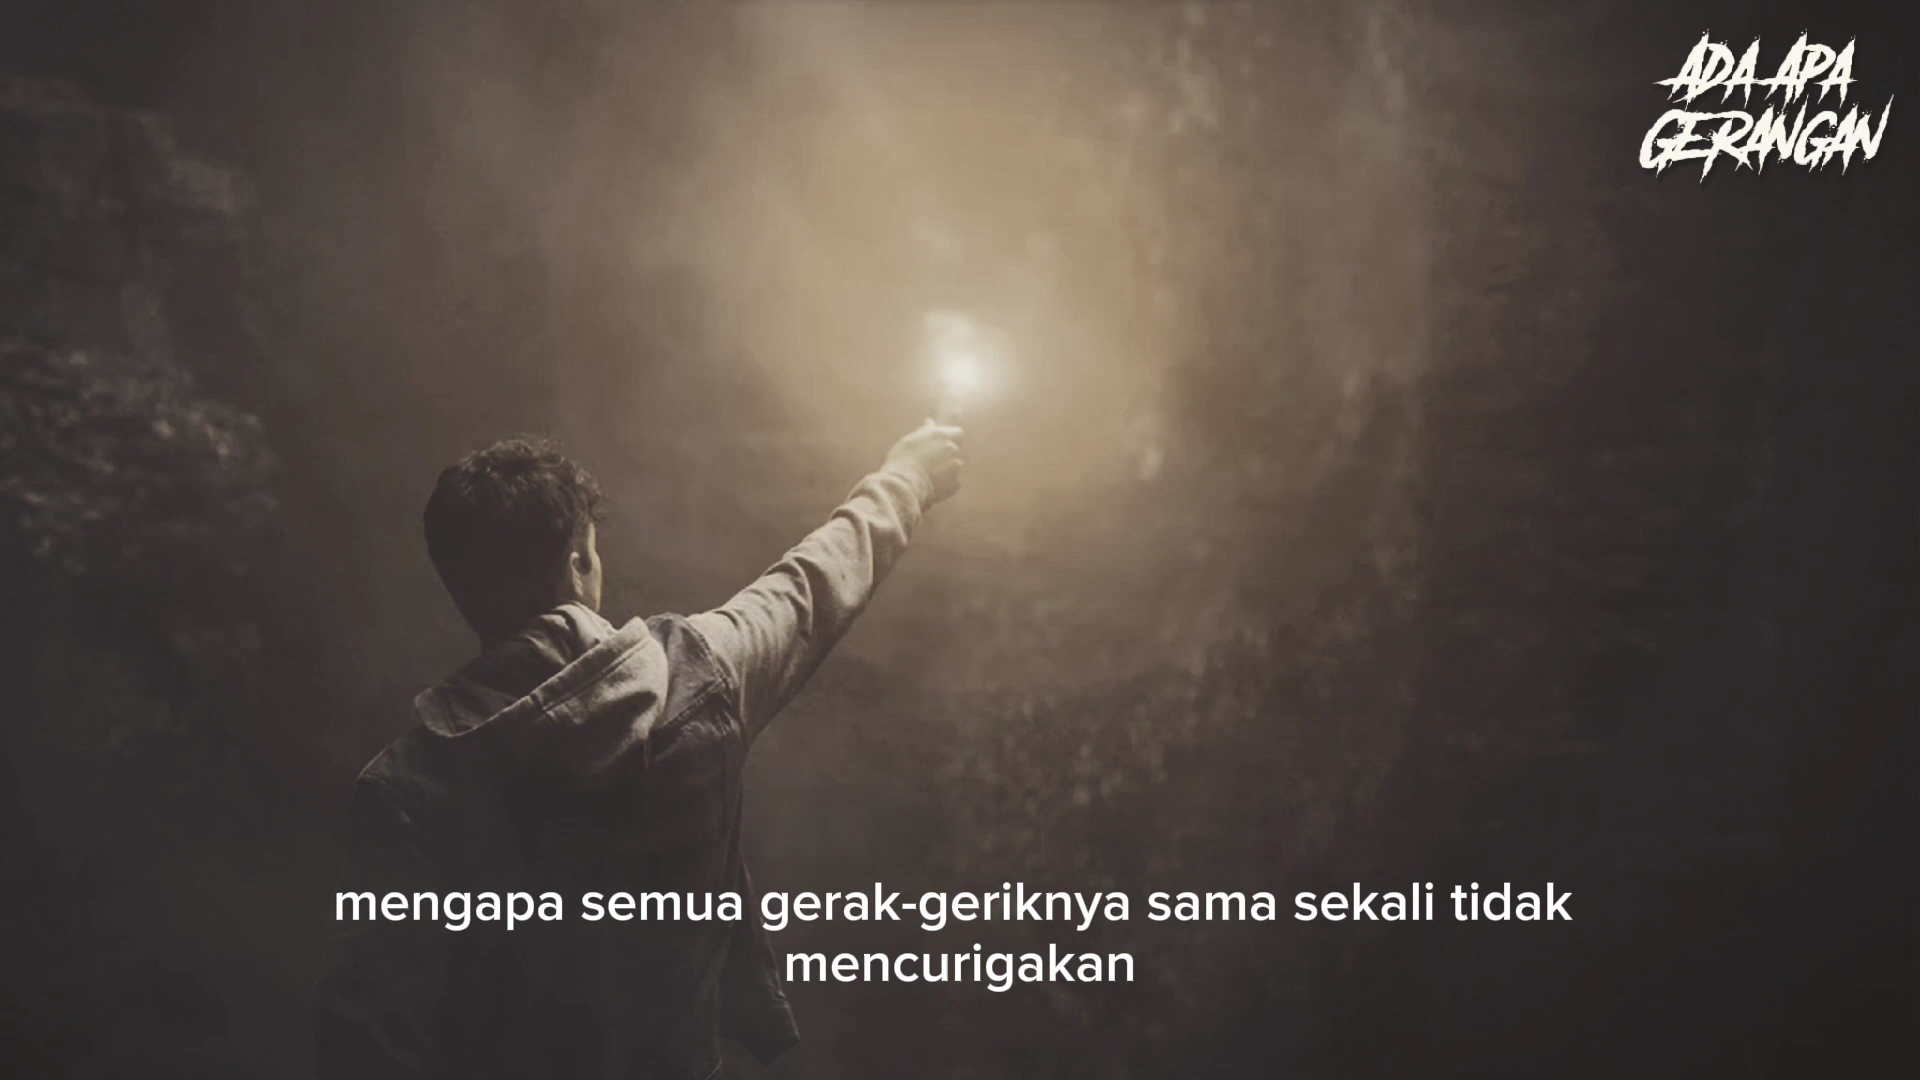 ADA APA
GERANGAN
mengapa semua gerak-geriknya sama sekali tidak
mencurigakan